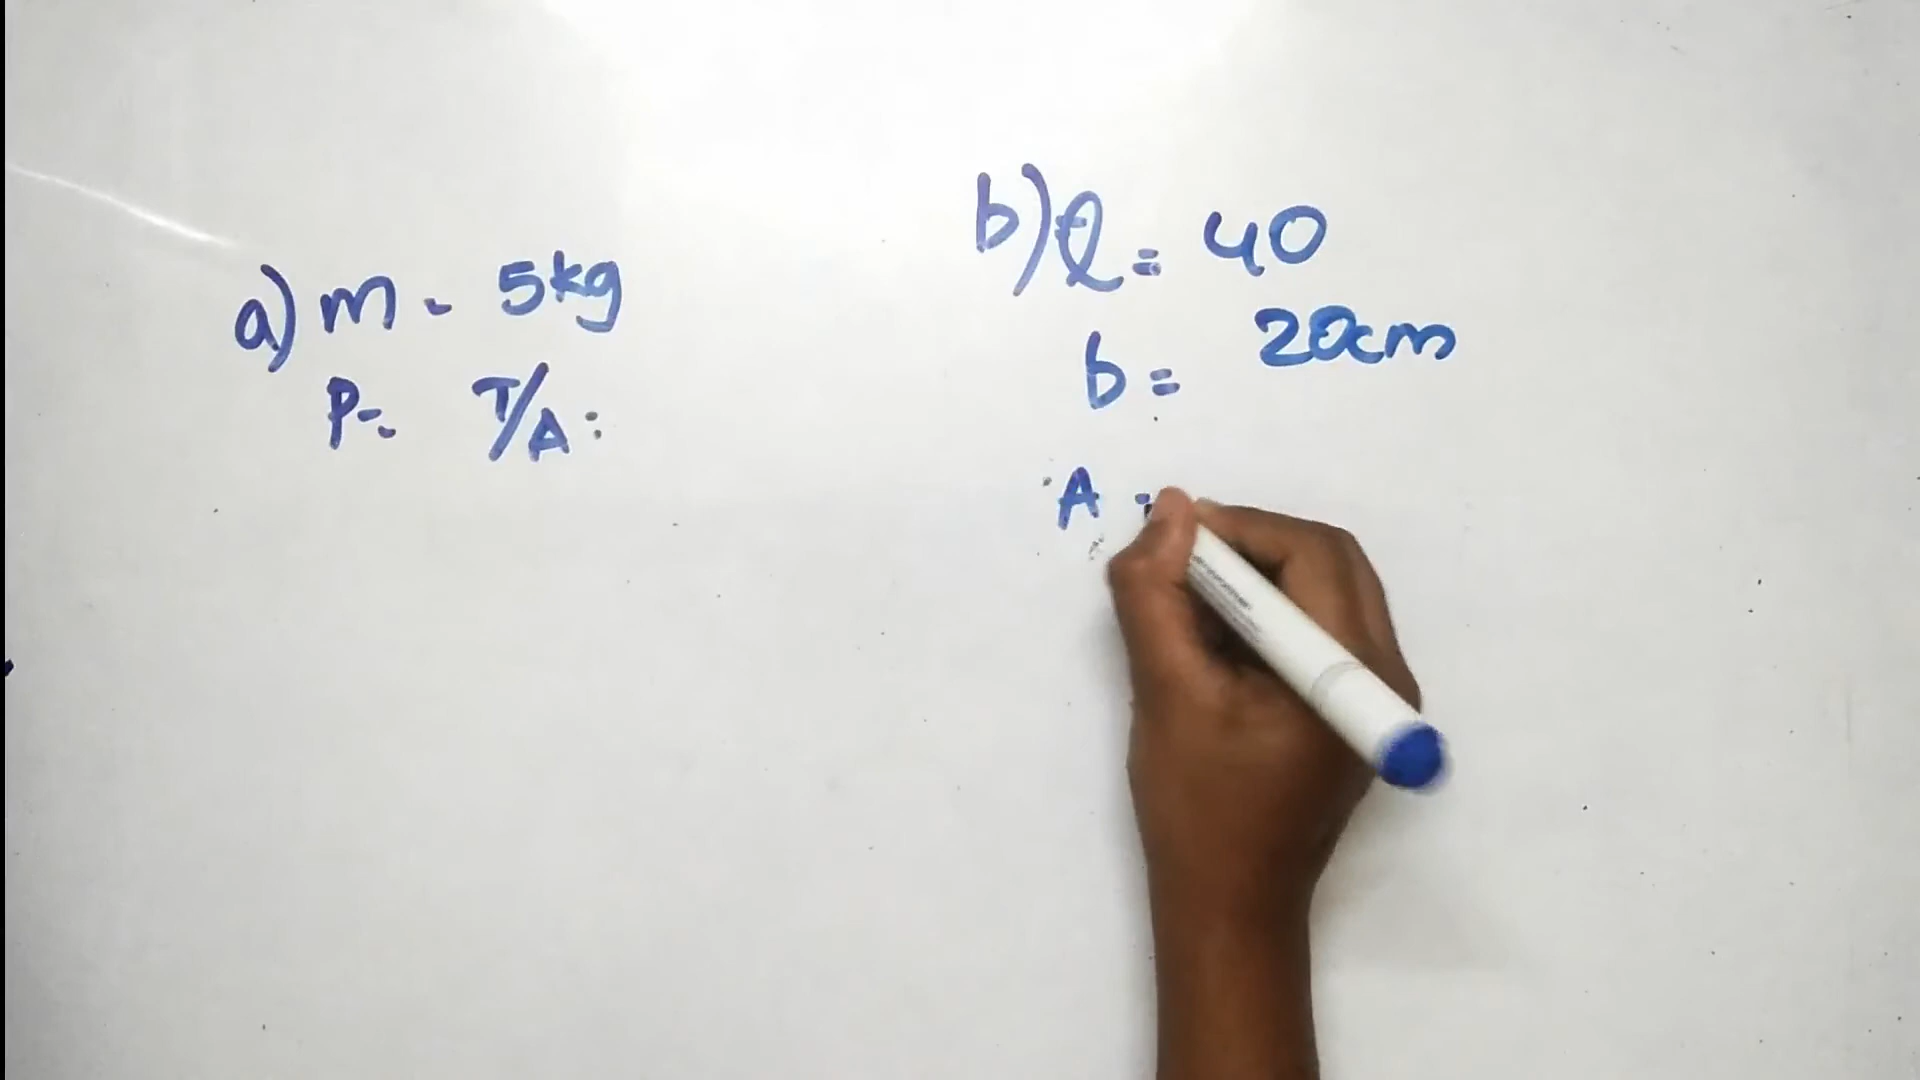 a) m = 5kg
P = T/A :
b) l = 40
b = 20cm
A =